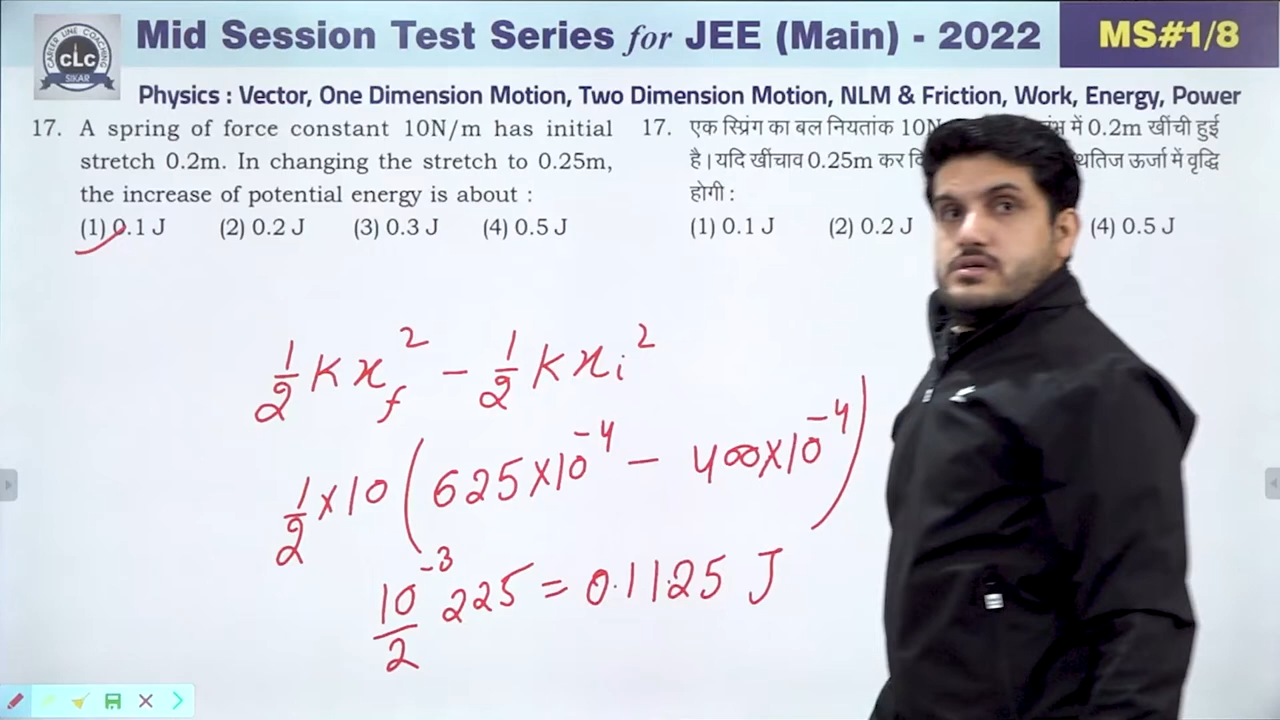 Mid Session Test Series for JEE (Main) - 2022
MS#1/8
CAREER LINE COACHING
CLC
SIKAR
Physics : Vector, One Dimension Motion, Two Dimension Motion, NLM & Friction, Work, Energy, Power
17. A spring of force constant 10N/m has initial
stretch 0.2m. In changing the stretch to 0.25m,
the increase of potential energy is about :
(1) 0.1 J (2) 0.2 J (3) 0.3 J (4) 0.5 J
17. एक स्प्रिंग का बल नियतांक 10N में 0.2m खींची हुई
है। यदि खींचाव 0.25m कर ऊर्जा में वृद्धि
होगी :
(1) 0.1 J (2) 0.2 J (4) 0.5 J
1/2 K x_f² - 1/2 K x_i²
1/2 × 10 ( 625×10⁻⁴ - 400×10⁻⁴ )
10⁻³/2 225 = 0.1125 J